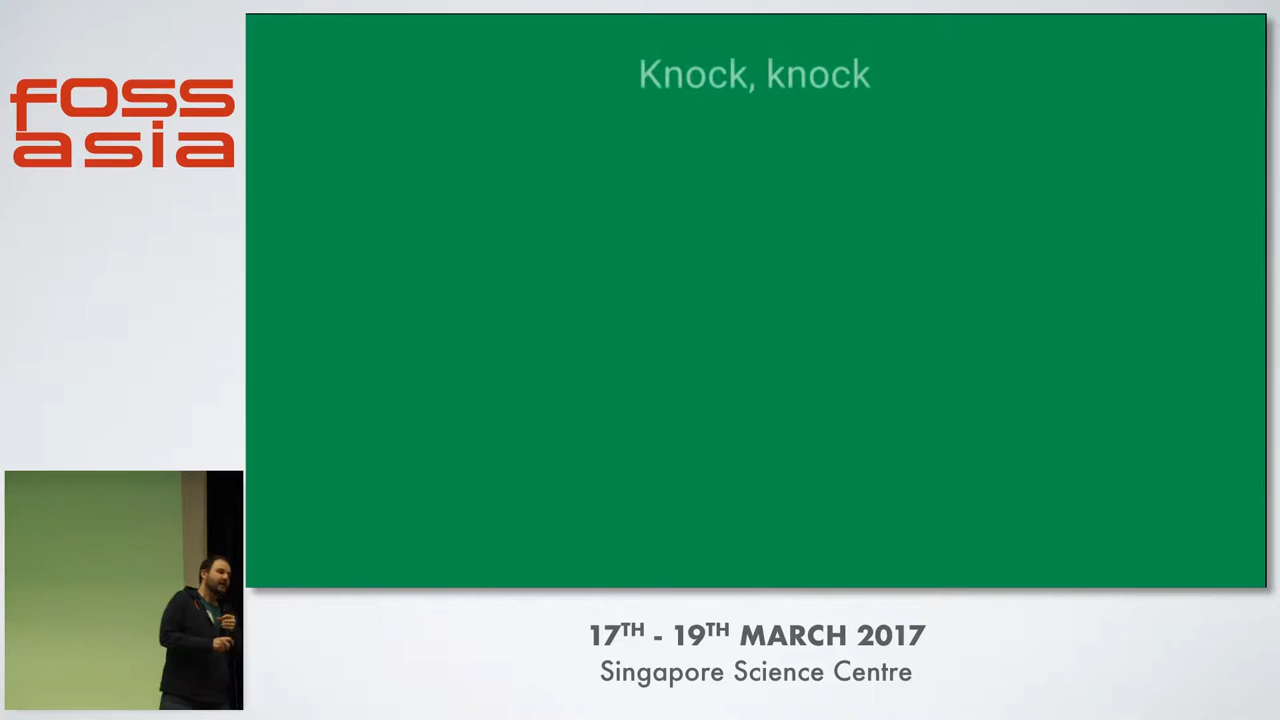 foss
asia
Knock, knock
17TH - 19TH MARCH 2017
Singapore Science Centre